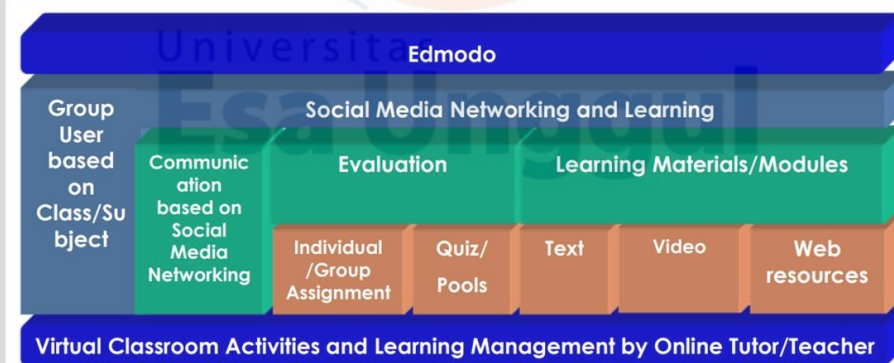 Universitas
Esa Unggul
Edmodo
Group
User
based
on
Class/Su
bject
Social Media Networking and Learning
Communic
ation
based on
Social
Media
Networking
Evaluation
Learning Materials/Modules
Individual
/Group
Assignment
Quiz/
Pools
Text
Video
Web
resources
Virtual Classroom Activities and Learning Management by Online Tutor/Teacher